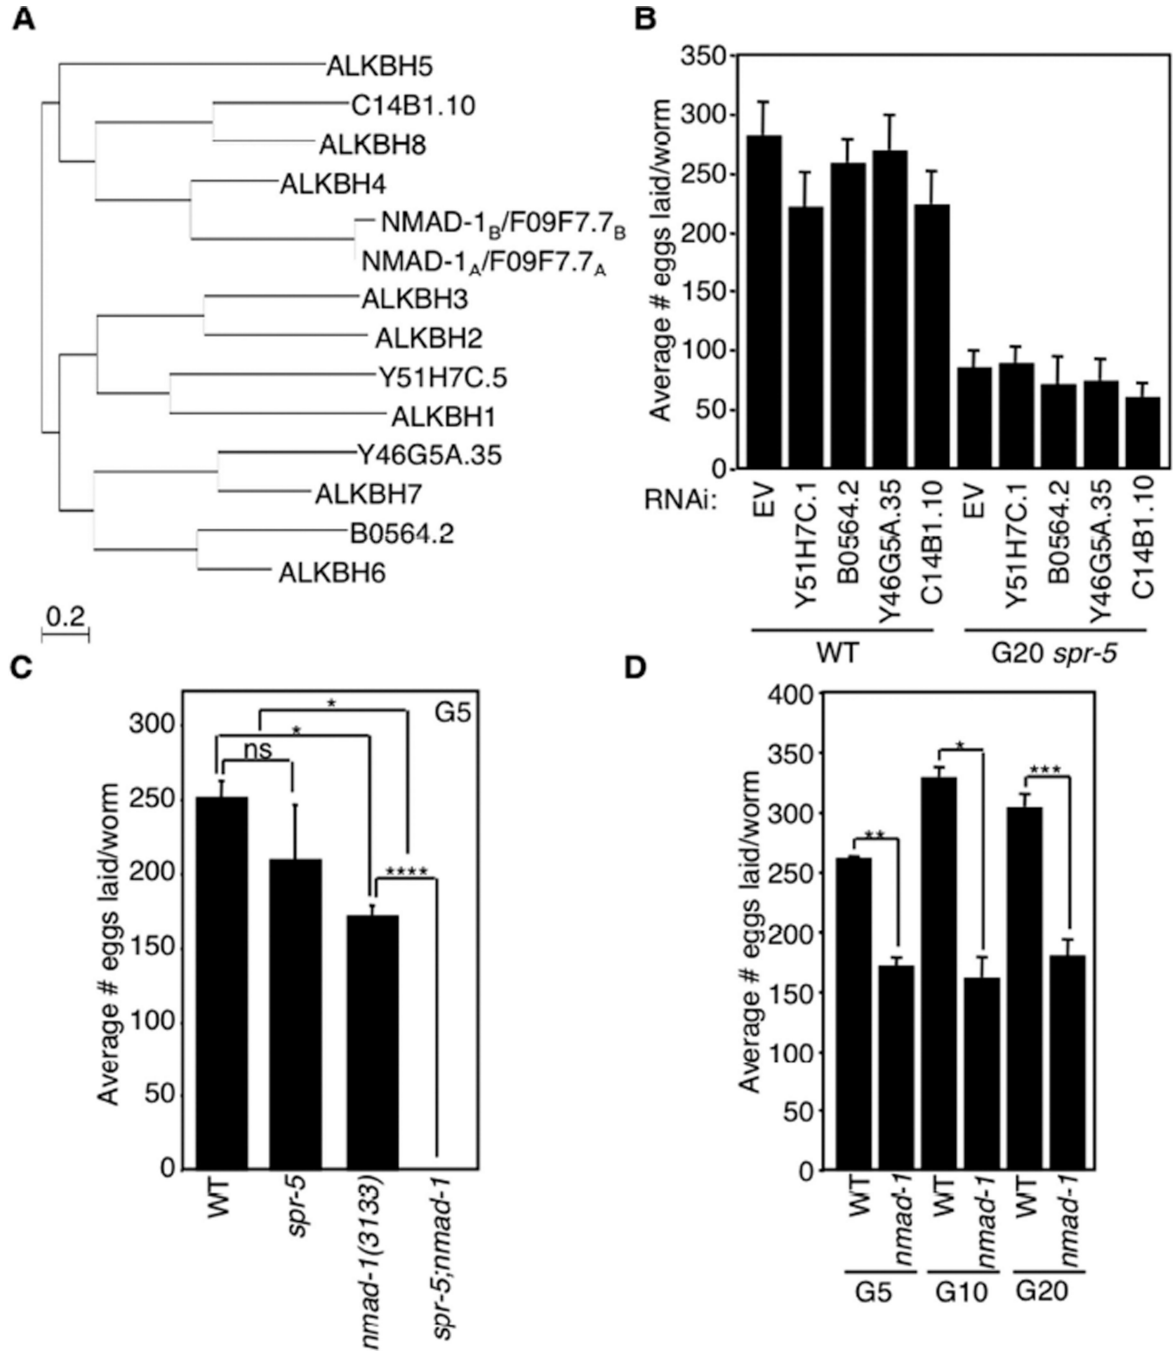 A
ALKBH5
C14B1.10
ALKBH8
ALKBH4
NMAD-1B/F09F7.7B
NMAD-1A/F09F7.7A
ALKBH3
ALKBH2
Y51H7C.5
ALKBH1
Y46G5A.35
ALKBH7
B0564.2
ALKBH6
0.2
B
Average # eggs laid/worm
350
300
250
200
150
100
50
0
RNAi:
EV
Y51H7C.1
B0564.2
Y46G5A.35
C14B1.10
EV
Y51H7C.1
B0564.2
Y46G5A.35
C14B1.10
WT
G20 spr-5
C
Average # eggs laid/worm
300
250
200
150
100
50
0
G5
*
*
ns
****
WT
spr-5
nmad-1(3133)
spr-5;nmad-1
D
Average # eggs laid/worm
400
350
300
250
200
150
100
50
0
**
*
***
WT
nmad-1
WT
nmad-1
WT
nmad-1
G5
G10
G20